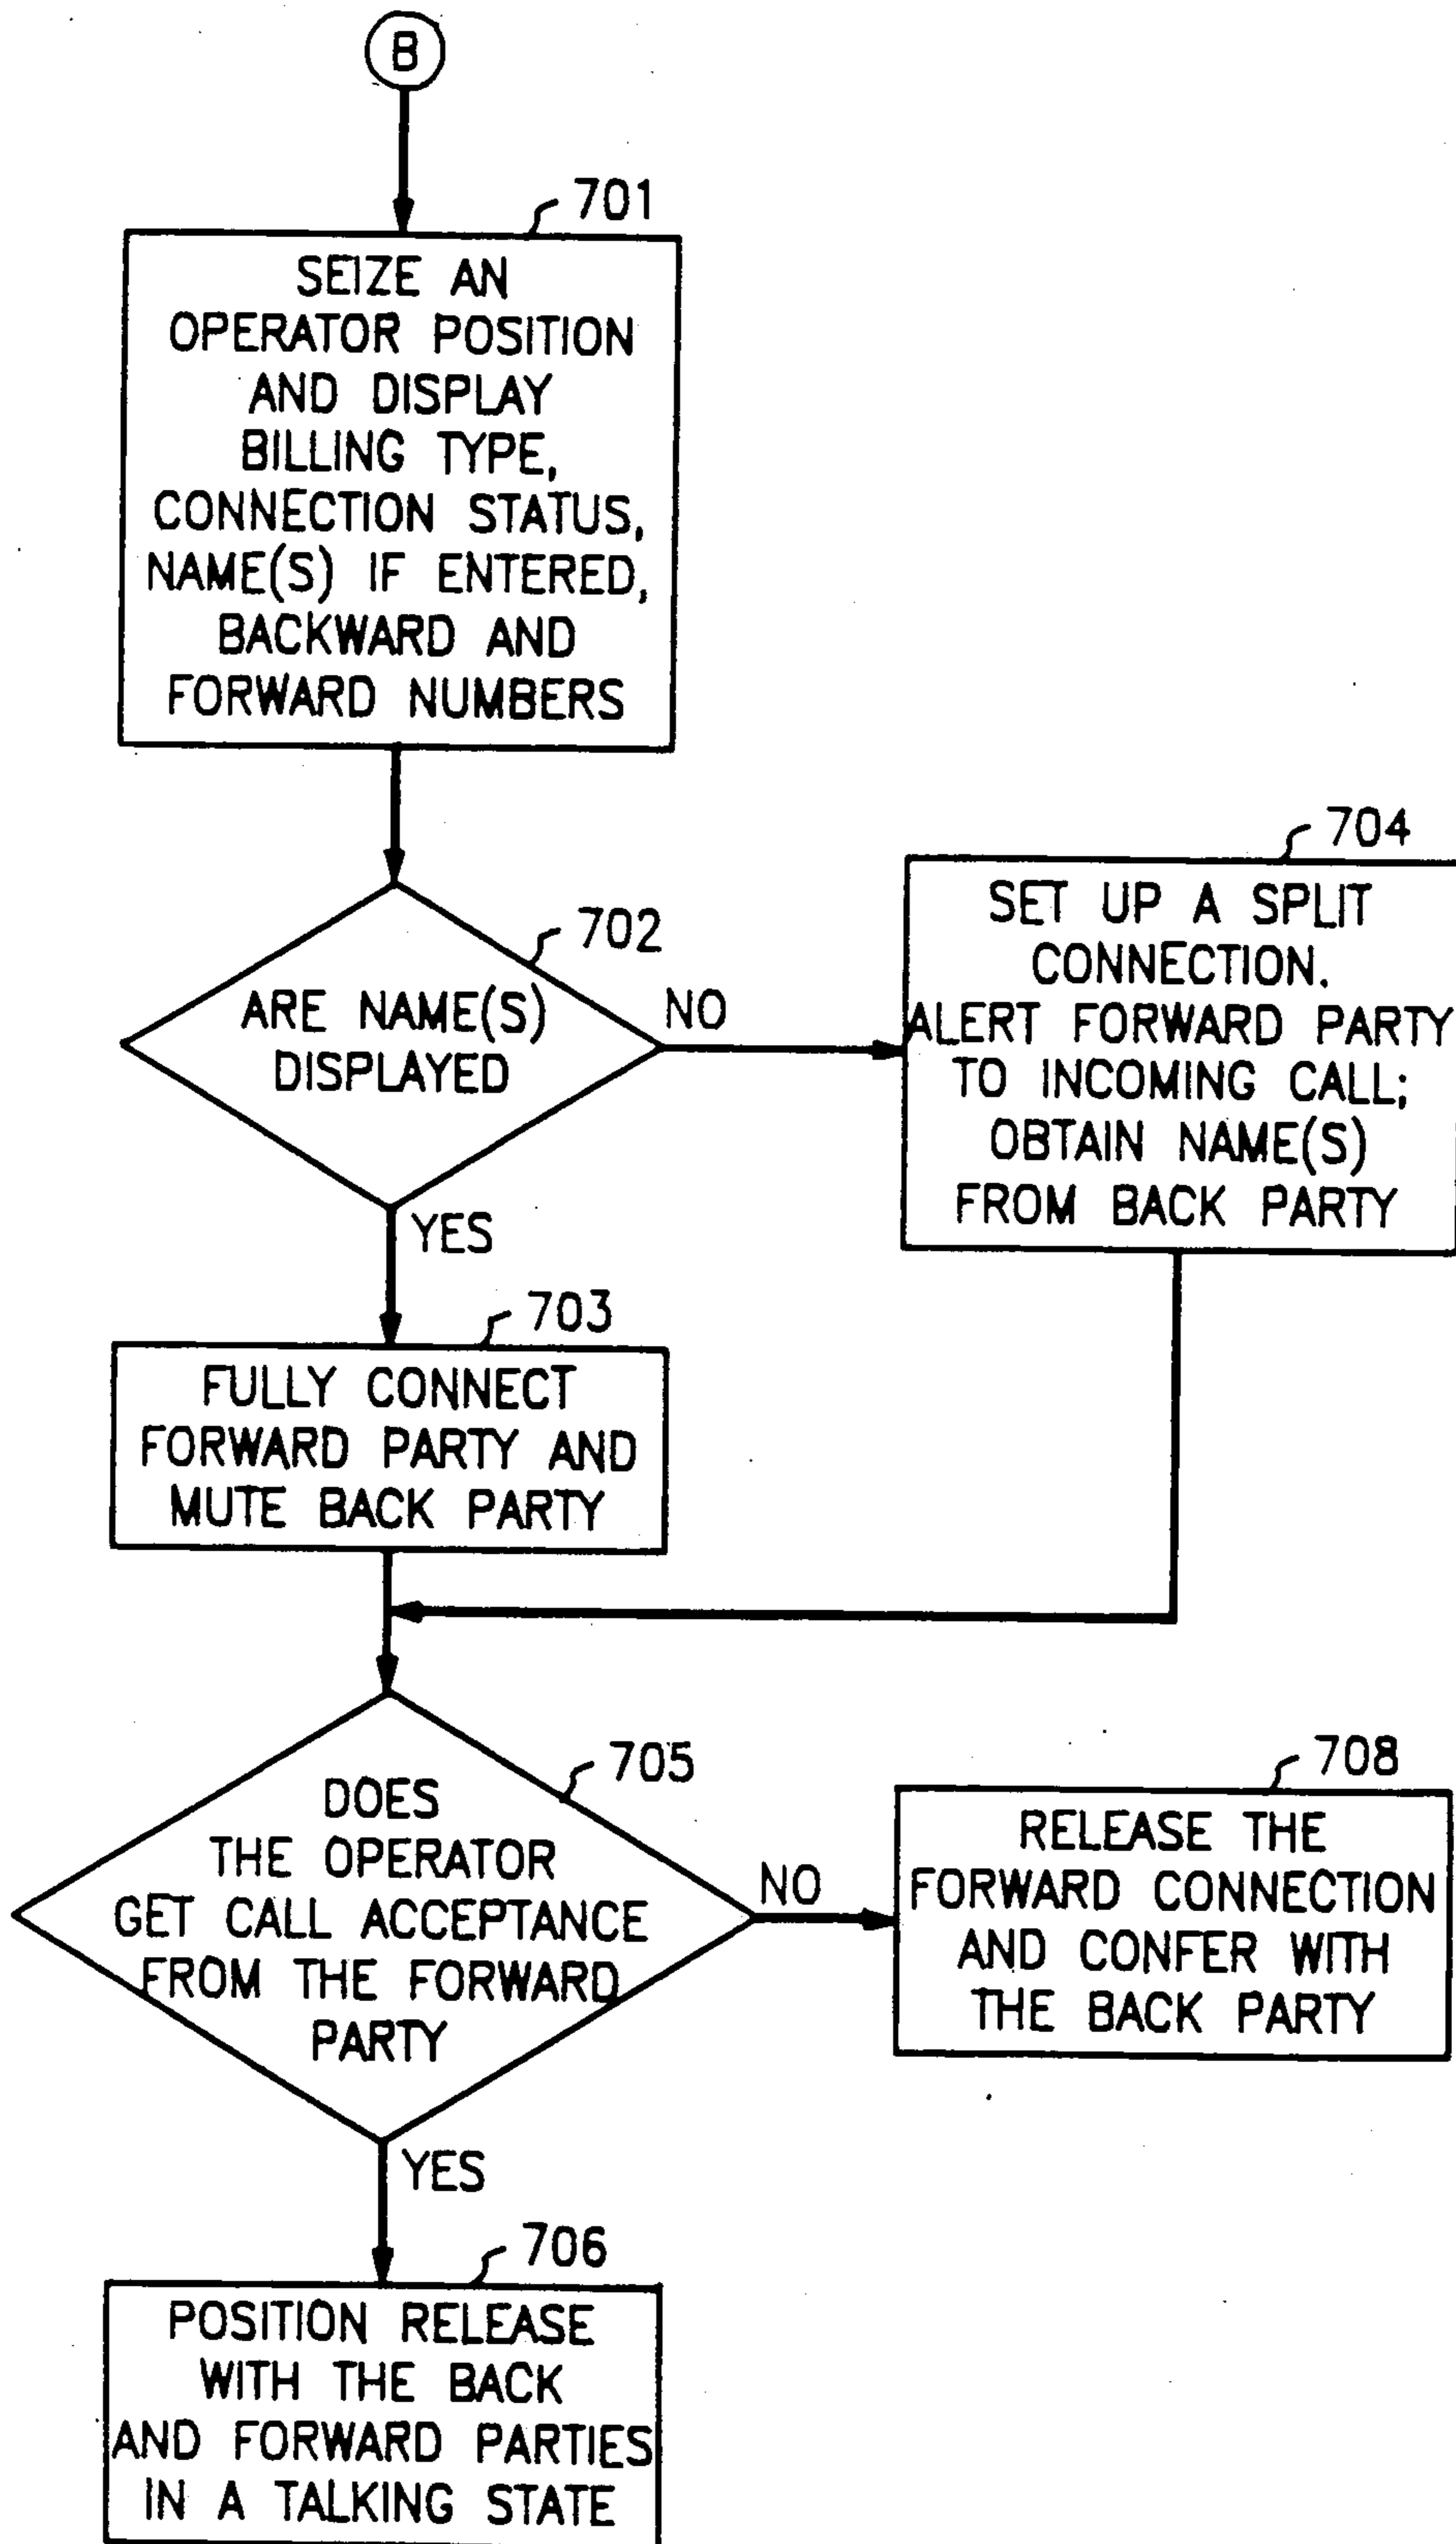 B
701
SEIZE AN
OPERATOR POSITION
AND DISPLAY
BILLING TYPE,
CONNECTION STATUS,
NAME(S) IF ENTERED,
BACKWARD AND
FORWARD NUMBERS
702
ARE NAME(S)
DISPLAYED
NO
YES
704
SET UP A SPLIT
CONNECTION.
ALERT FORWARD PARTY
TO INCOMING CALL;
OBTAIN NAME(S)
FROM BACK PARTY
703
FULLY CONNECT
FORWARD PARTY AND
MUTE BACK PARTY
705
DOES
THE OPERATOR
GET CALL ACCEPTANCE
FROM THE FORWARD
PARTY
NO
YES
708
RELEASE THE
FORWARD CONNECTION
AND CONFER WITH
THE BACK PARTY
706
POSITION RELEASE
WITH THE BACK
AND FORWARD PARTIES
IN A TALKING STATE